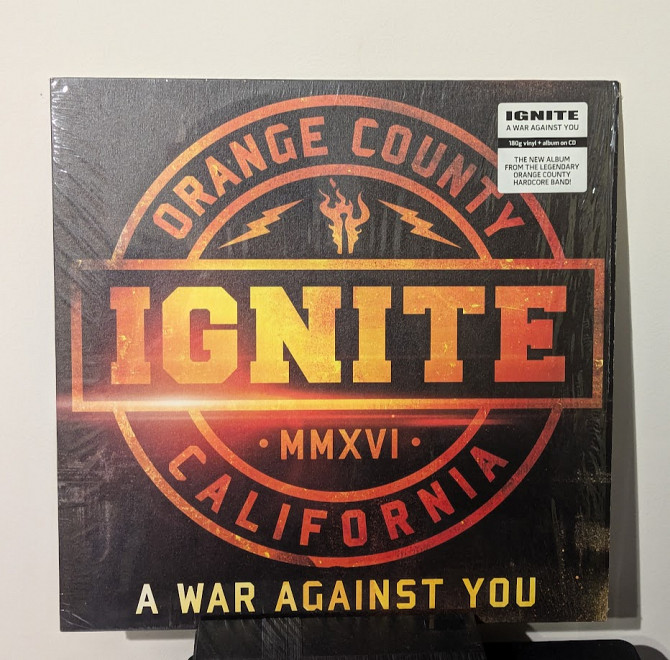 ORANGE COUNTY
IGNITE
· MMXVI ·
CALIFORNIA
A WAR AGAINST YOU
IGNITE
A WAR AGAINST YOU
180g vinyl + album on CD
THE NEW ALBUM
FROM THE LEGENDARY
ORANGE COUNTY
HARDCORE BAND!